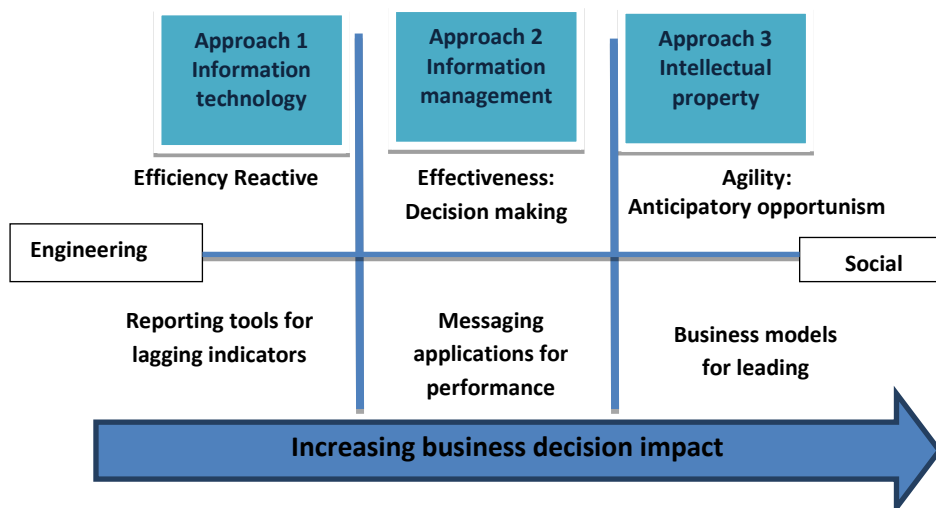 Approach 1
Information
technology
Approach 2
Information
management
Approach 3
Intellectual
property
Efficiency Reactive
Effectiveness:
Decision making
Agility:
Anticipatory opportunism
Engineering
Social
Reporting tools for
lagging indicators
Messaging
applications for
performance
Business models
for leading
Increasing business decision impact